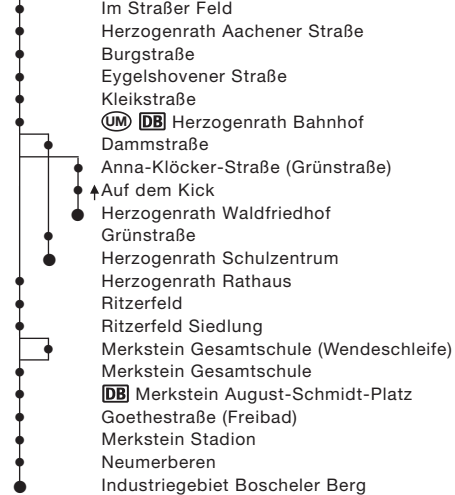 Im Straßer Feld
Herzogenrath Aachener Straße
Burgstraße
Eygelshovener Straße
Kleikstraße
UM DB Herzogenrath Bahnhof
Dammstraße
Anna-Klöcker-Straße (Grünstraße)
Auf dem Kick
Herzogenrath Waldfriedhof
Grünstraße
Herzogenrath Schulzentrum
Herzogenrath Rathaus
Ritzerfeld
Ritzerfeld Siedlung
Merkstein Gesamtschule (Wendeschleife)
Merkstein Gesamtschule
DB Merkstein August-Schmidt-Platz
Goethestraße (Freibad)
Merkstein Stadion
Neumerberen
Industriegebiet Boscheler Berg